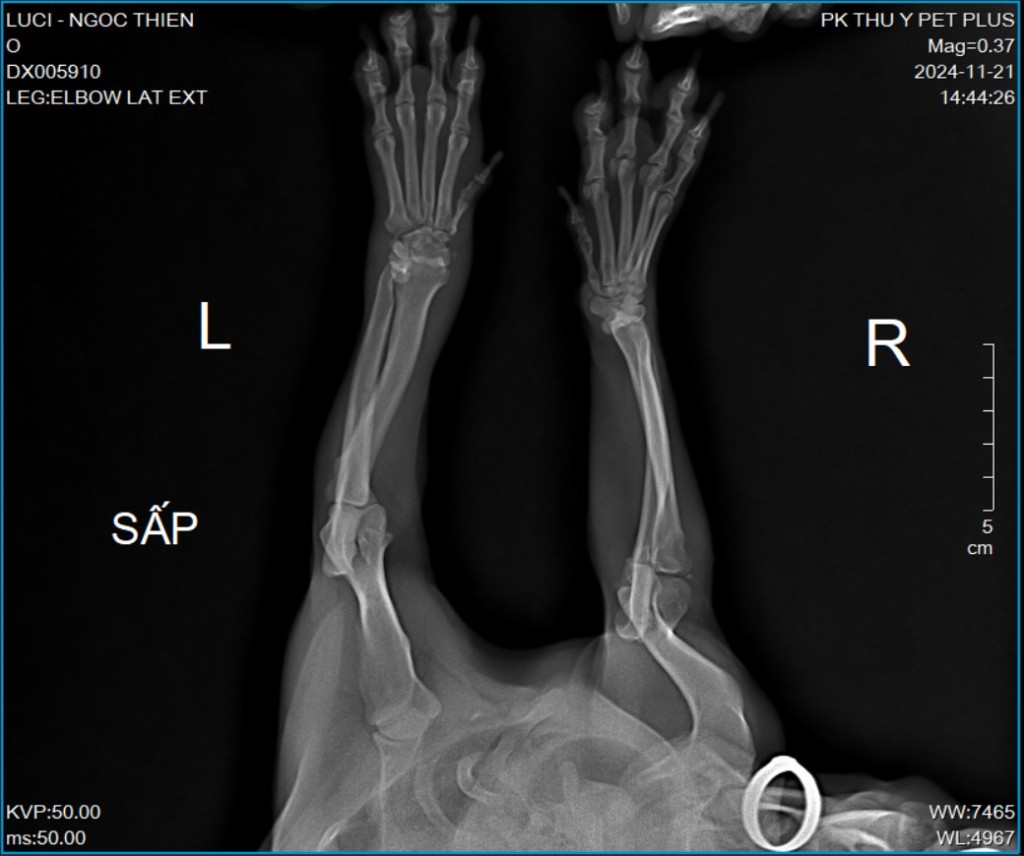 LUCI - NGOC THIEN
O
DX005910
LEG:ELBOW LAT EXT
PK THU Y PET PLUS
Mag=0.37
2024-11-21
14:44:26
L
R
SẤP
5
cm
KVP:50.00
ms:50.00
WW:7465
WL:4967